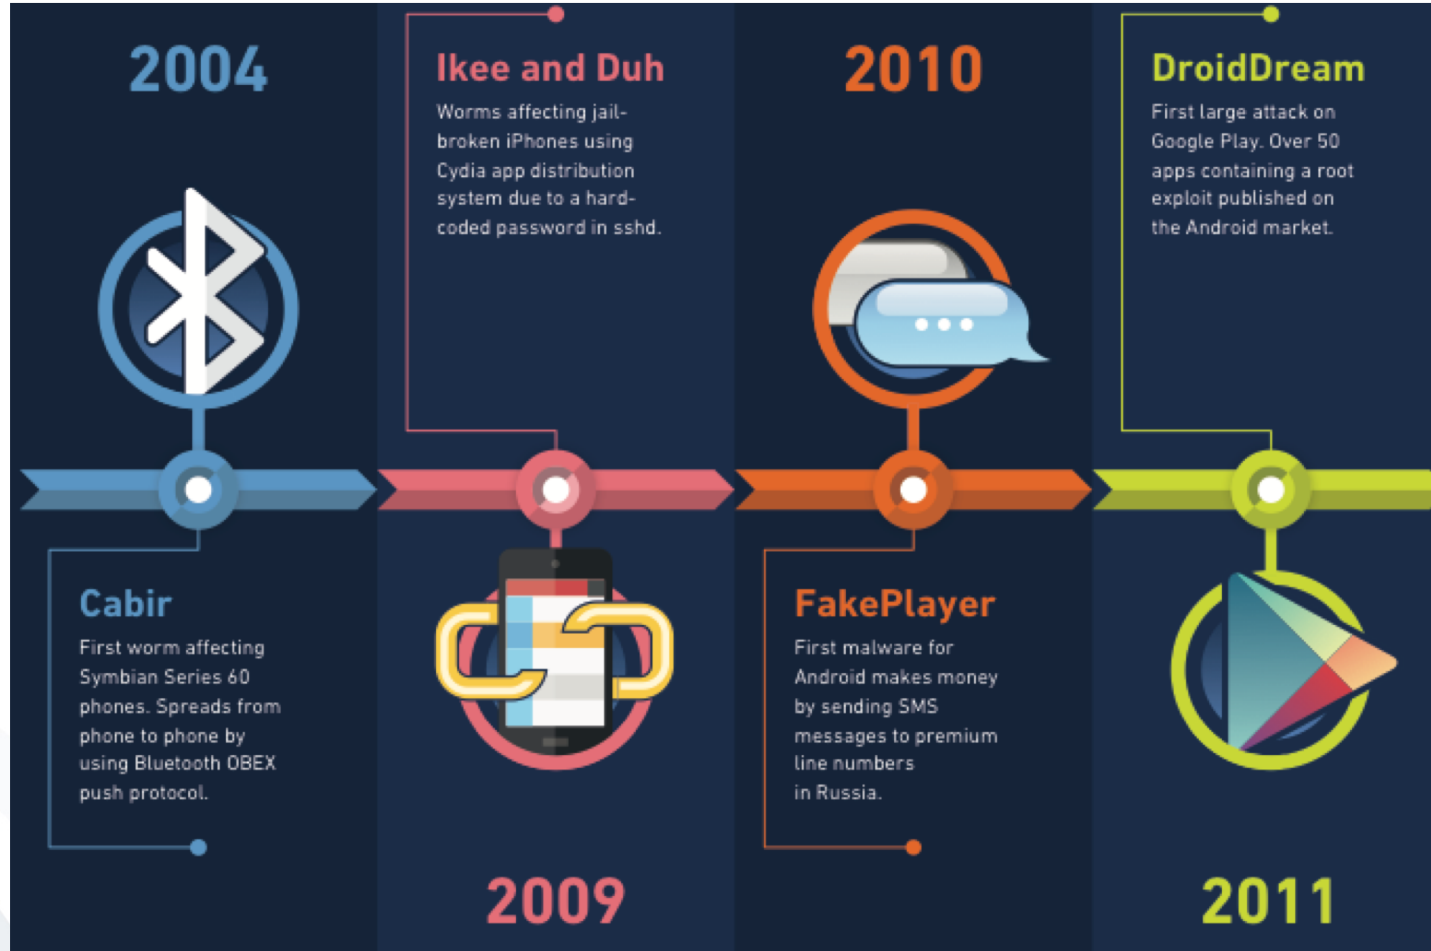 2004
Cabir
First worm affecting
Symbian Series 60
phones. Spreads from
phone to phone by
using Bluetooth OBEX
push protocol.
Ikee and Duh
Worms affecting jail-
broken iPhones using
Cydia app distribution
system due to a hard-
coded password in sshd.
2009
2010
FakePlayer
First malware for
Android makes money
by sending SMS
messages to premium
line numbers
in Russia.
DroidDream
First large attack on
Google Play. Over 50
apps containing a root
exploit published on
the Android market.
2011